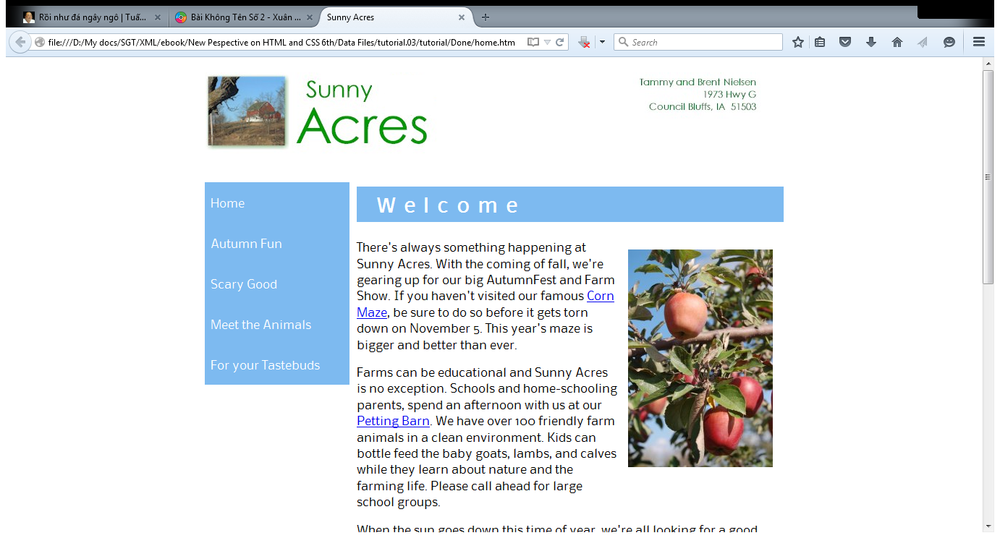 Rồi như đá ngây ngô | Tuấ...
Bài Không Tên Số 2 - Xuân ...
Sunny Acres
file:///D:/My docs/SGT/XML/ebook/New Pespective on HTML and CSS 6th/Data Files/tutorial.03/tutorial/Done/home.htm
Search
Sunny
Acres
Tammy and Brent Nielsen
1973 Hwy G
Council Bluffs, IA 51503
Home
Autumn Fun
Scary Good
Meet the Animals
For your Tastebuds
Welcome
There's always something happening at
Sunny Acres. With the coming of fall, we're
gearing up for our big AutumnFest and Farm
Show. If you haven't visited our famous Corn
Maze, be sure to do so before it gets torn
down on November 5. This year's maze is
bigger and better than ever.
Farms can be educational and Sunny Acres
is no exception. Schools and home-schooling
parents, spend an afternoon with us at our
Petting Barn. We have over 100 friendly farm
animals in a clean environment. Kids can
bottle feed the baby goats, lambs, and calves
while they learn about nature and the
farming life. Please call ahead for large
school groups.
When the sun goes down this time of year, we're all looking for a good